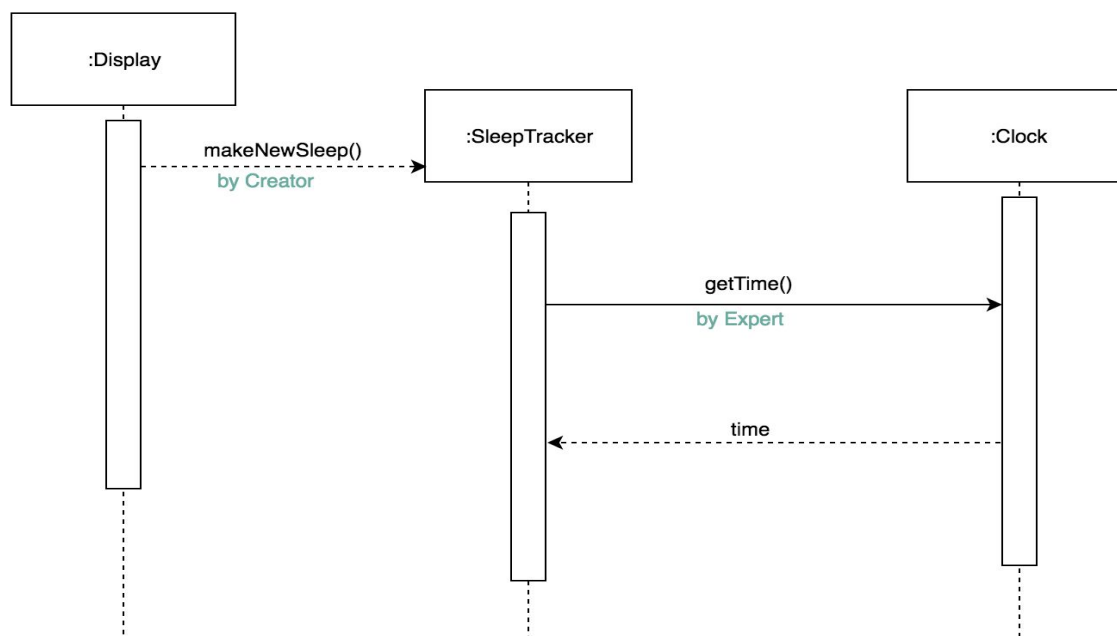 :Display
:SleepTracker
:Clock
makeNewSleep()
by Creator
getTime()
by Expert
time